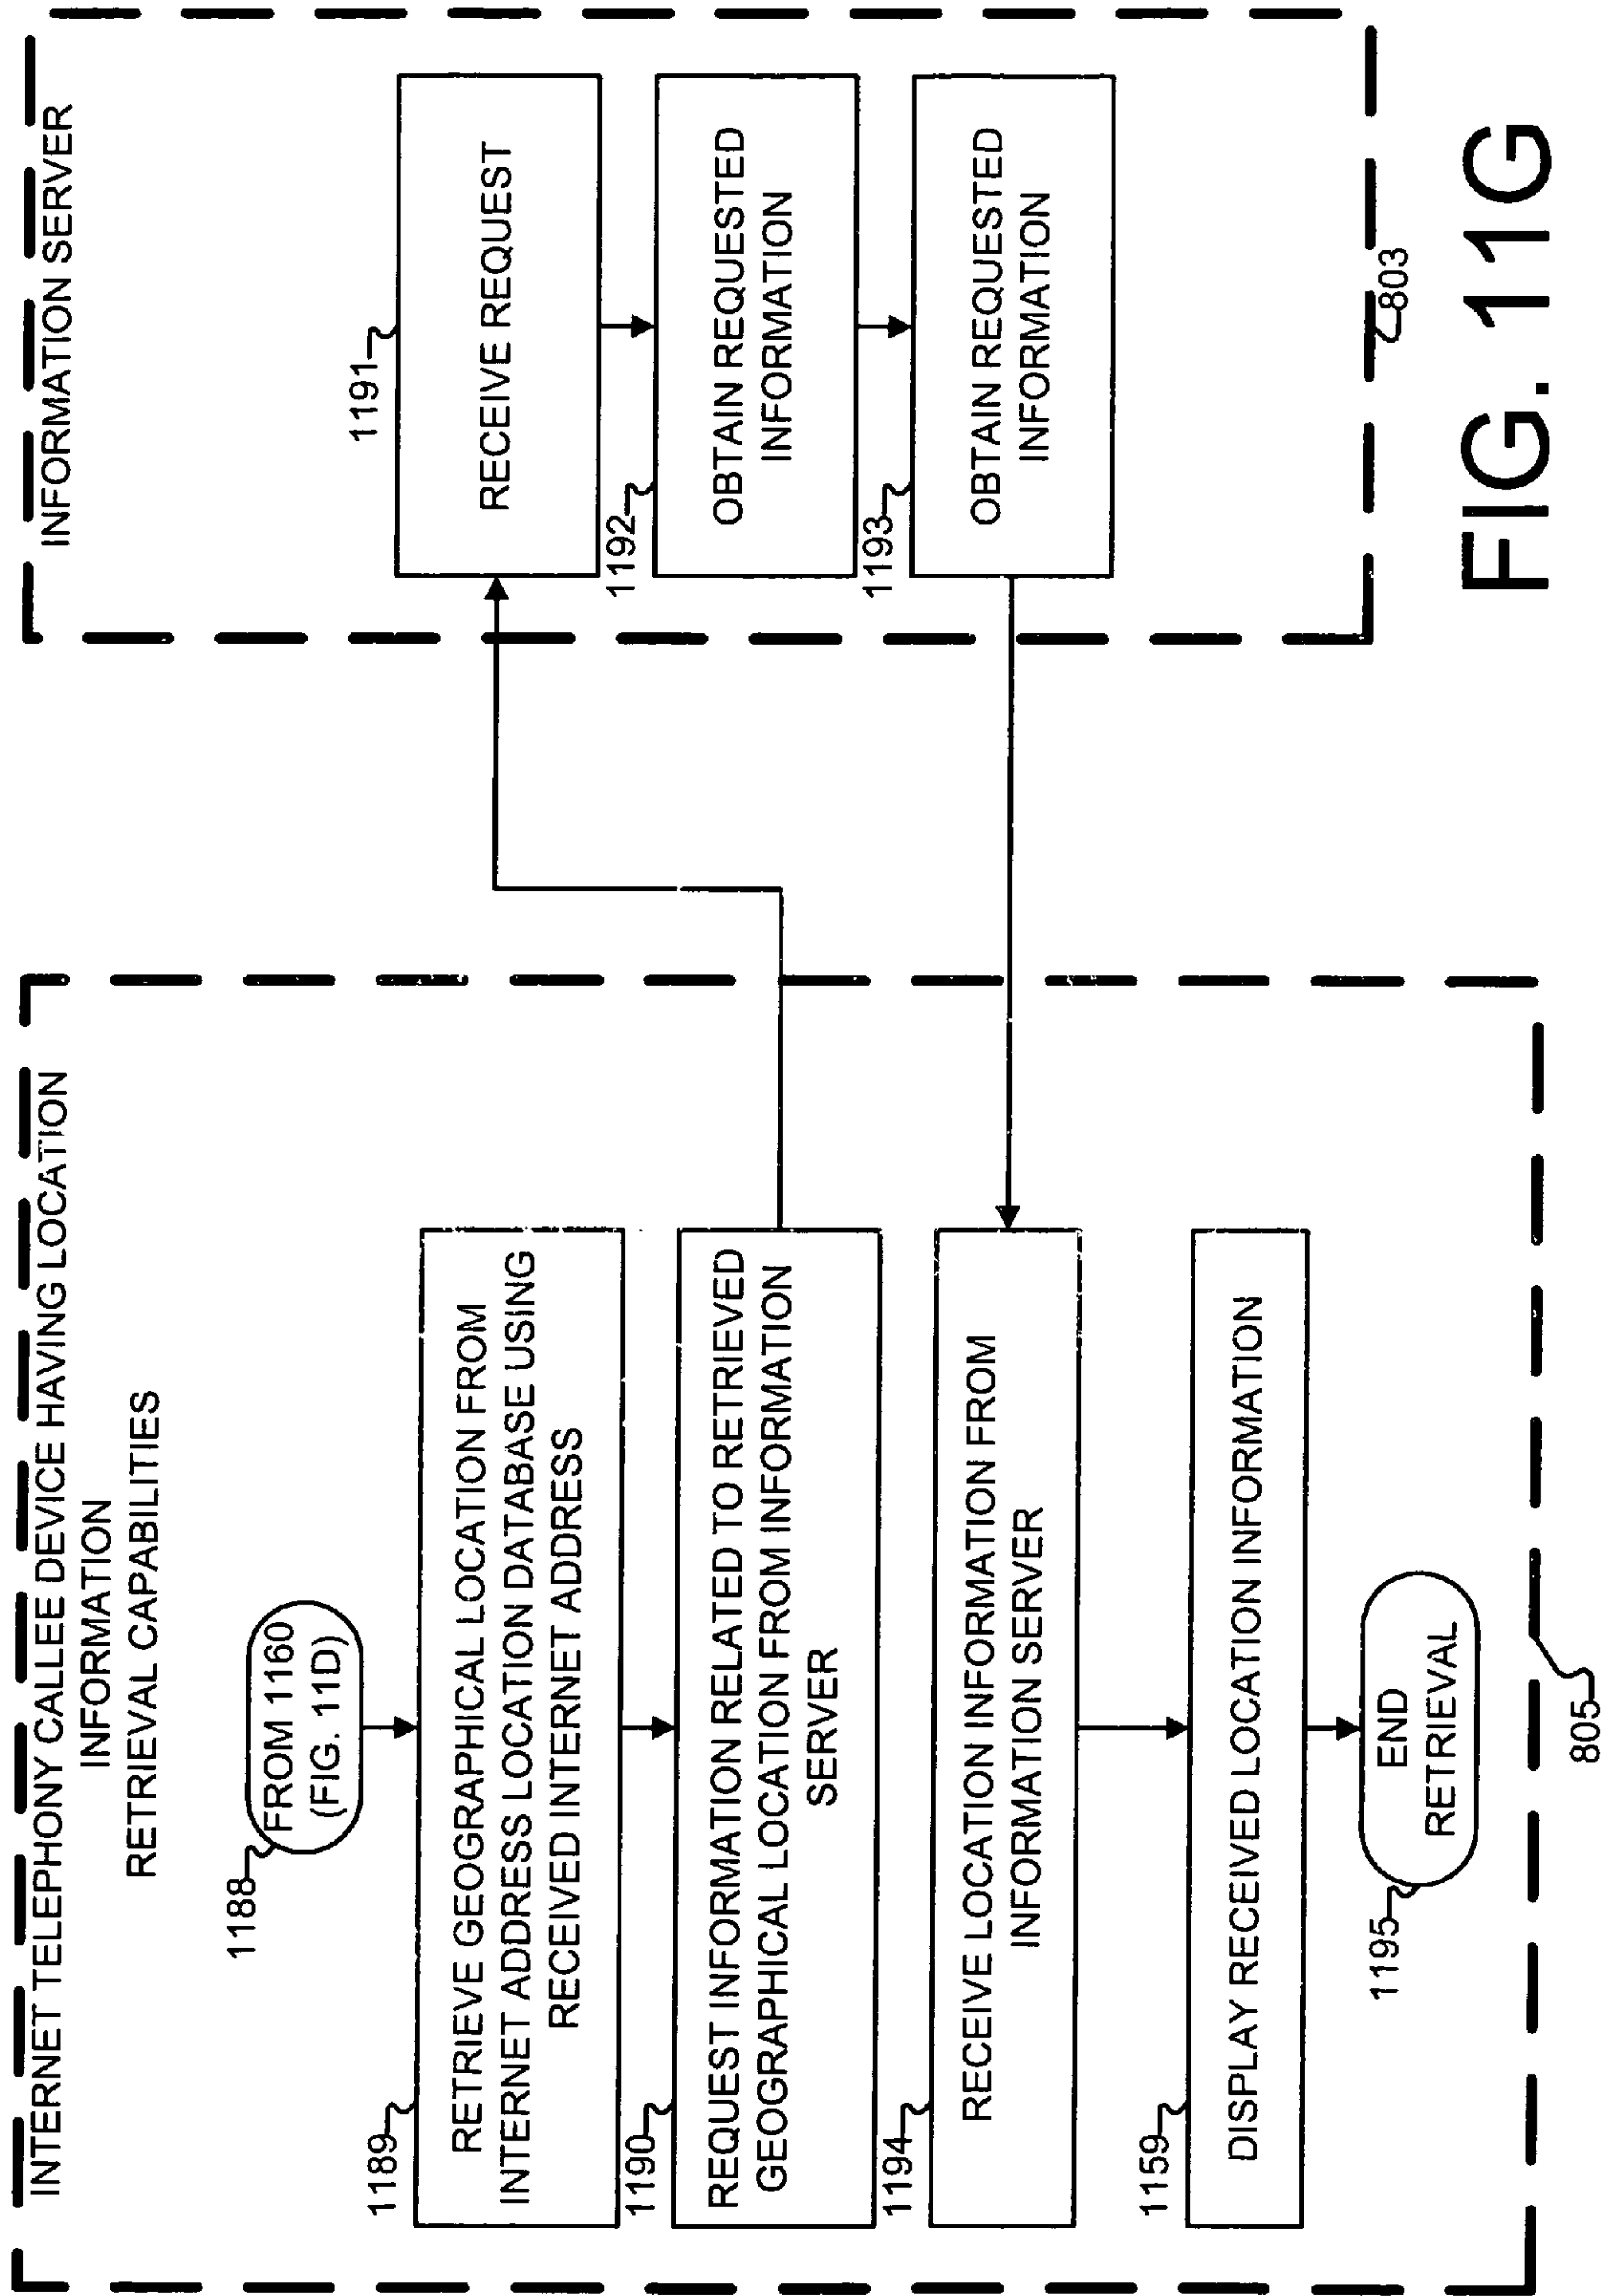 INTERNET TELEPHONY CALLEE DEVICE HAVING LOCATION
INFORMATION
RETRIEVAL CAPABILITIES
1188
FROM 1160
(FIG. 11D)
1189
RETRIEVE GEOGRAPHICAL LOCATION FROM
INTERNET ADDRESS LOCATION DATABASE USING
RECEIVED INTERNET ADDRESS
1190
REQUEST INFORMATION RELATED TO RETRIEVED
GEOGRAPHICAL LOCATION FROM INFORMATION
SERVER
1194
RECEIVE LOCATION INFORMATION FROM
INFORMATION SERVER
1159
DISPLAY RECEIVED LOCATION INFORMATION
1195
END
RETRIEVAL
805
INFORMATION SERVER
1191
RECEIVE REQUEST
1192
OBTAIN REQUESTED
INFORMATION
1193
OBTAIN REQUESTED
INFORMATION
803
FIG. 11G